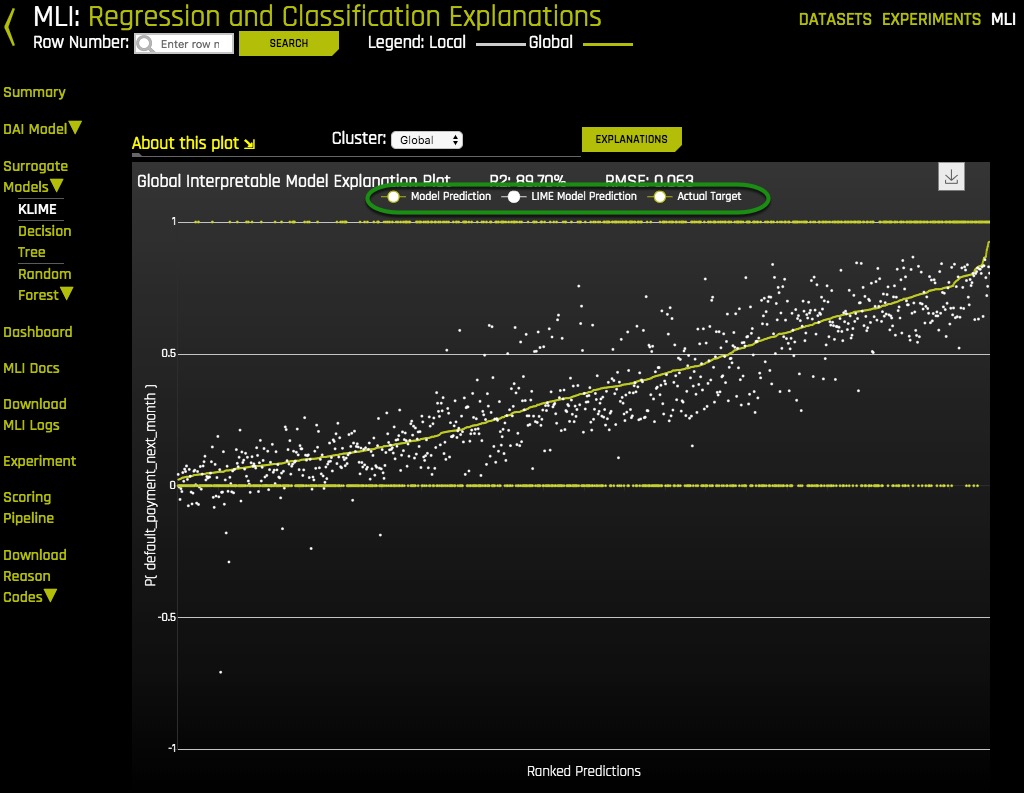 MLI: Regression and Classification Explanations
DATASETS EXPERIMENTS MLI
Row Number: Enter row n SEARCH Legend: Local Global
Summary
DAI Model
Surrogate
Models
KLIME
Decision
Tree
Random
Forest
Dashboard
MLI Docs
Download
MLI Logs
Experiment
Scoring
Pipeline
Download
Reason
Codes
About this plot Cluster: Global EXPLANATIONS
Global Interpretable Model Explanation Plot R2: 89.70% RMSE: 0.063
Model Prediction LIME Model Prediction Actual Target
1
0.5
0
-0.5
-1
P( default_payment_next_month )
Ranked Predictions